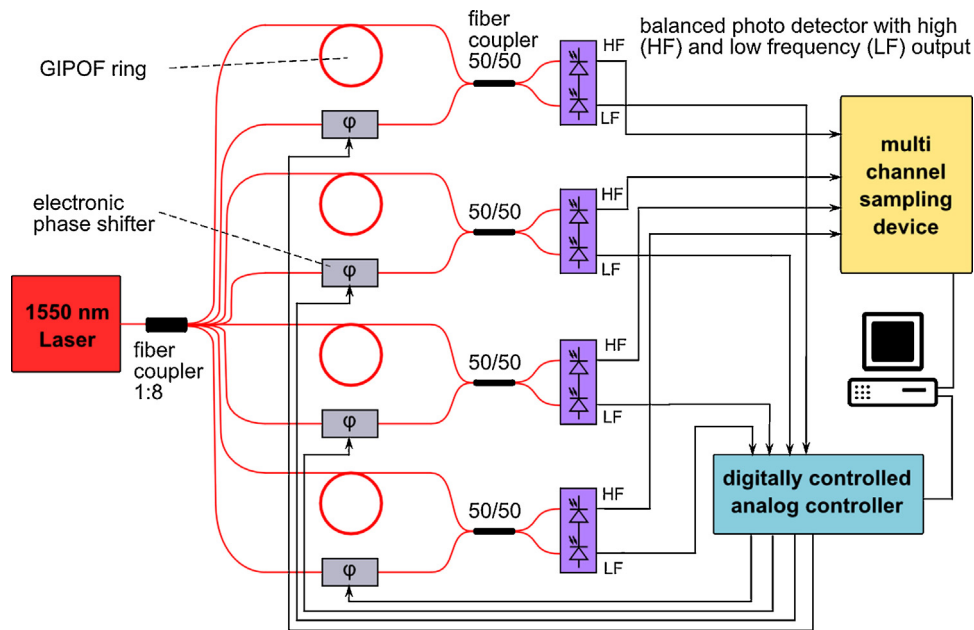 GIPOF ring
fiber
coupler
50/50
HF
LF
balanced photo detector with high
(HF) and low frequency (LF) output
φ
multi
channel
sampling
device
electronic
phase shifter
50/50
HF
LF
φ
1550 nm
Laser
fiber
coupler
1:8
50/50
HF
LF
φ
digitally controlled
analog controller
50/50
HF
LF
φ